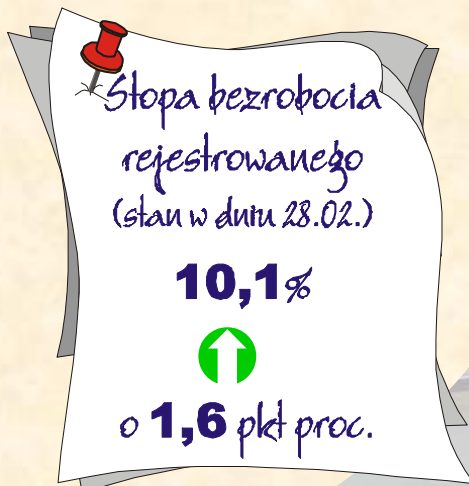 Stopa bezrobocia
rejestrowanego
(stan w dniu 28.02.)
10,1%
o 1,6 pkt proc.